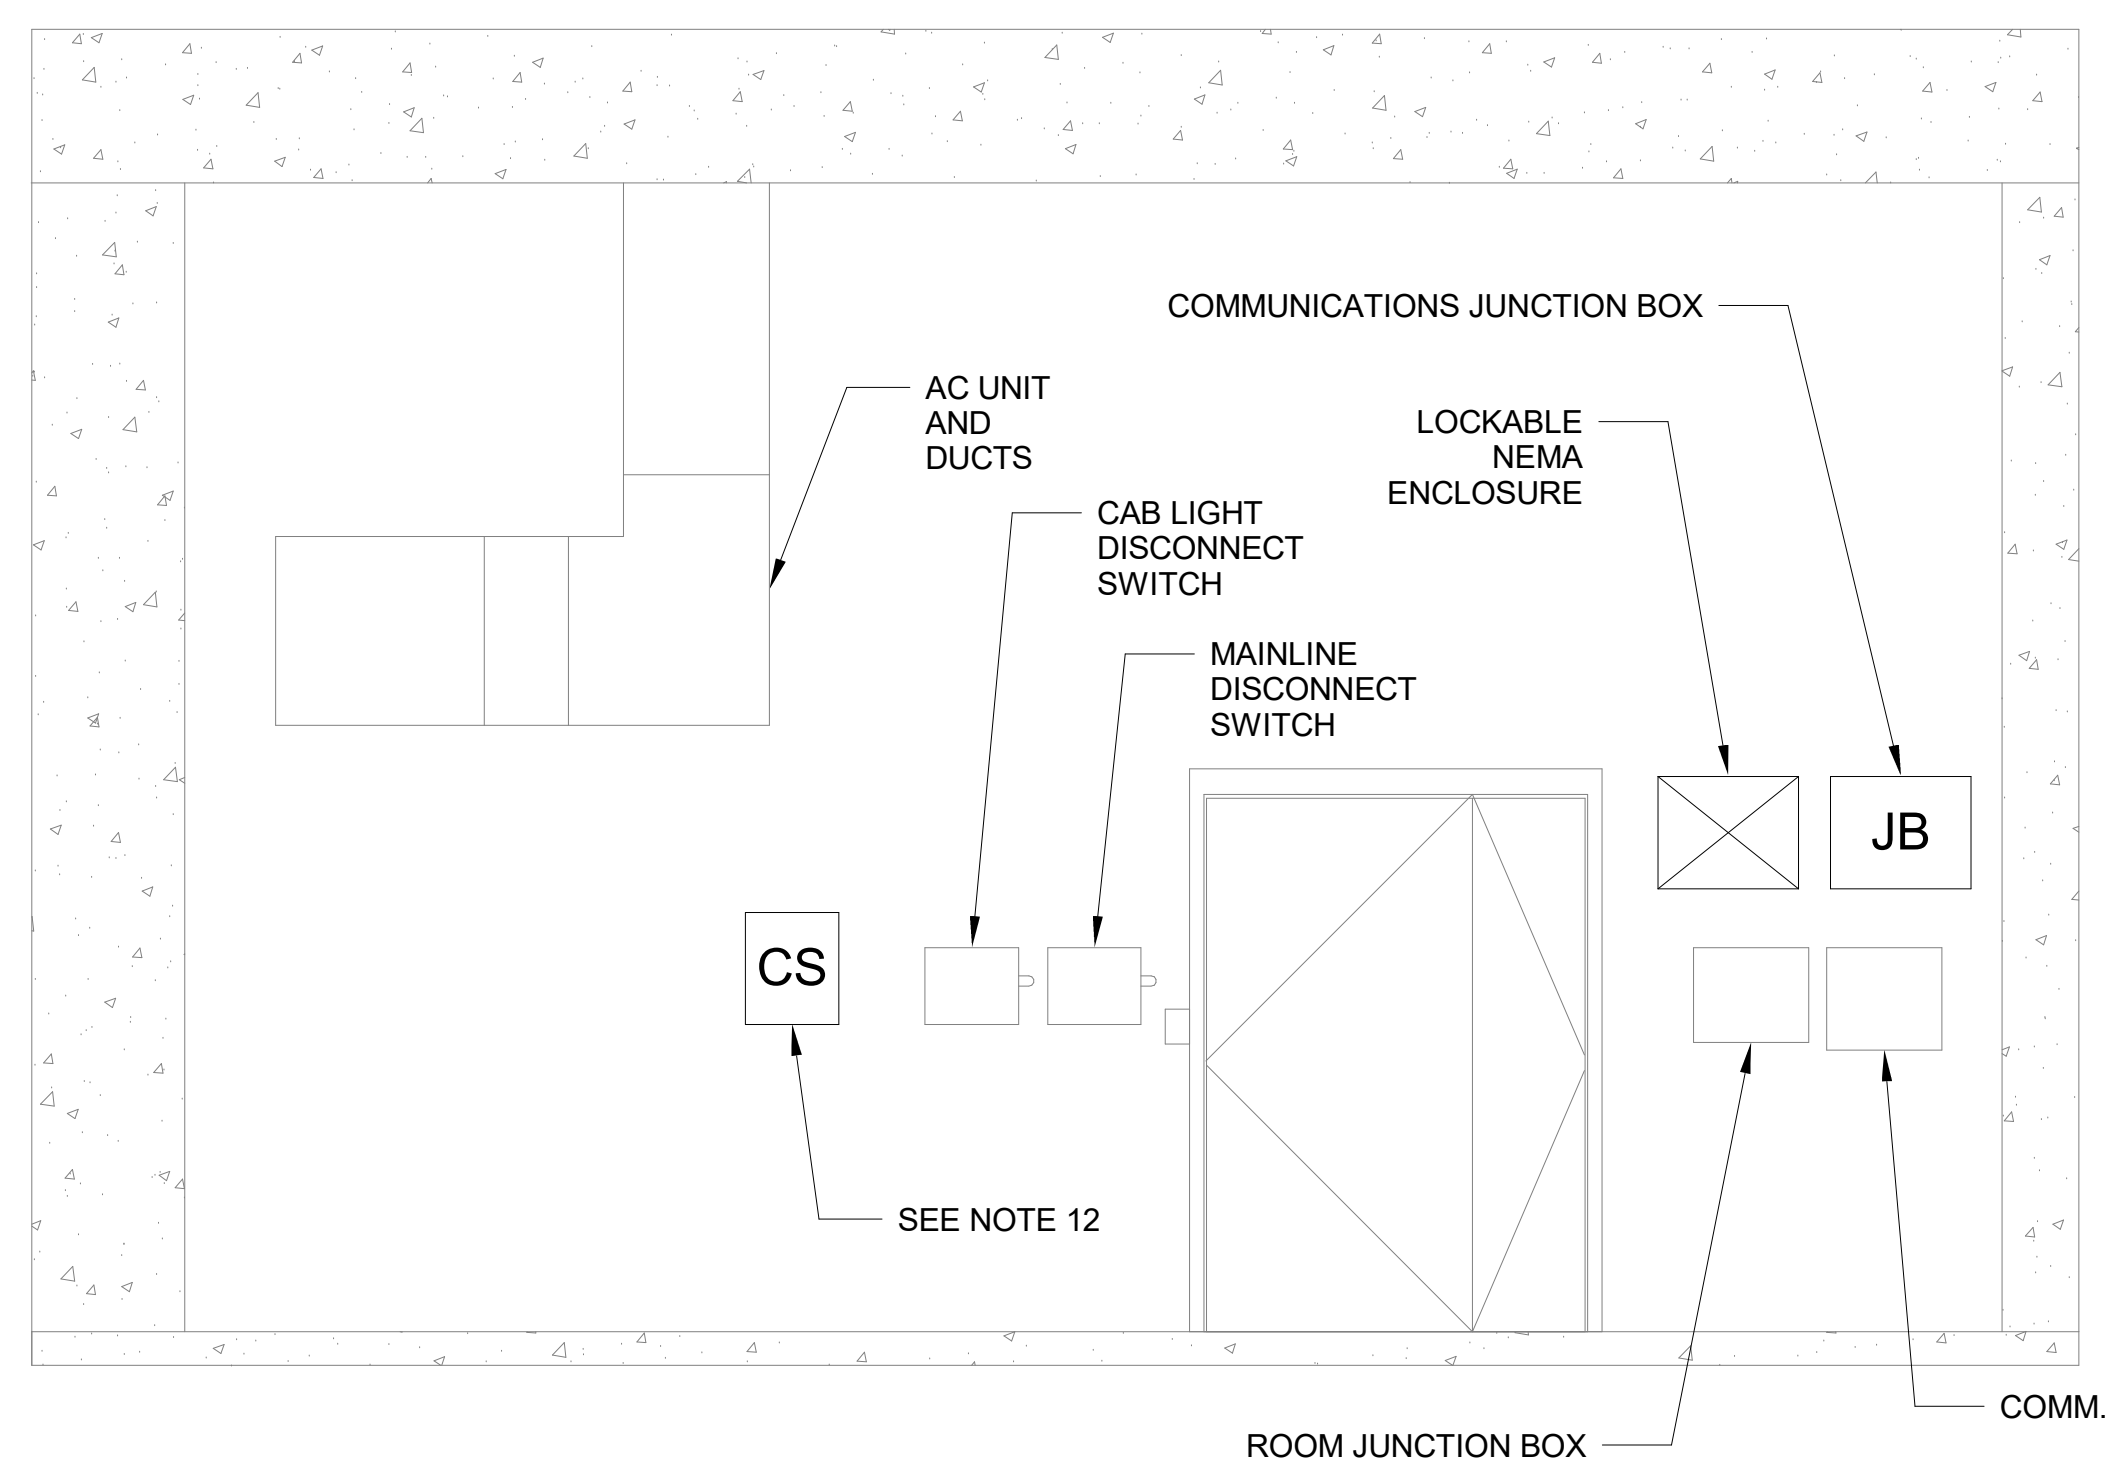 COMMUNICATIONS JUNCTION BOX
AC UNIT
AND
DUCTS
LOCKABLE
NEMA
ENCLOSURE
CAB LIGHT
DISCONNECT
SWITCH
MAINLINE
DISCONNECT
SWITCH
JB
CS
SEE NOTE 12
COMM.
ROOM JUNCTION BOX